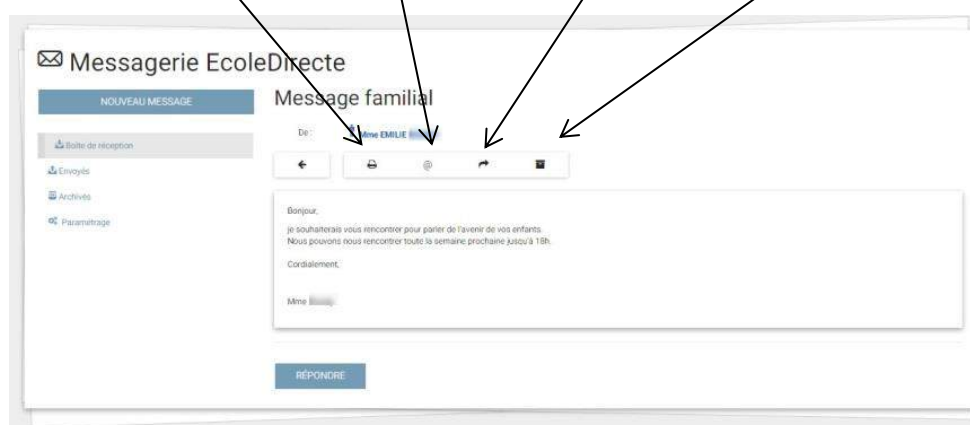 Messagerie EcoleDirecte
NOUVEAU MESSAGE
Boîte de réception
Envoyés
Archivés
Paramétrage
Message familial
De : Mme EMILIE
@
Bonjour,
je souhaiterais vous rencontrer pour parler de l'avenir de vos enfants.
Nous pouvons nous rencontrer toute la semaine prochaine jusqu'à 18h.
Cordialement,
Mme
RÉPONDRE